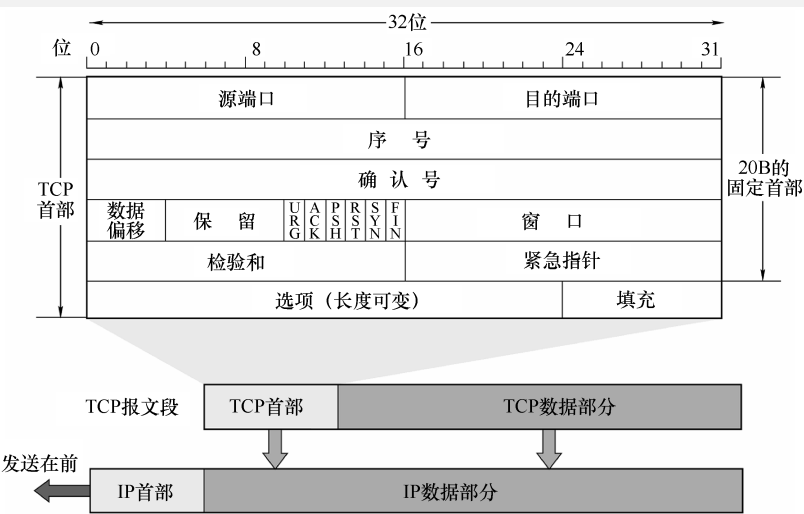 32位
位 0 8 16 24 31
源端口 目的端口
序 号
确 认 号
TCP
首部
20B的
固定首部
数据
偏移
保 留
URG
ACK
PSH
RST
SYN
FIN
窗 口
检验和 紧急指针
选项（长度可变） 填充
TCP报文段 TCP首部 TCP数据部分
发送在前
IP首部 IP数据部分